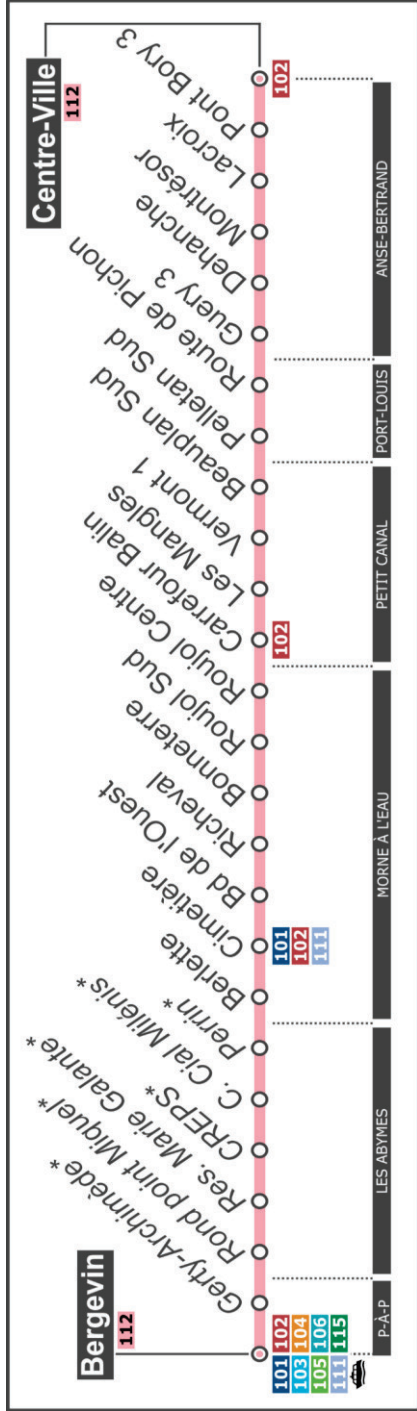 Bergevin
112
Gerty-Archimède*
Rond point Miquel*
Res. Marie Galante*
CREPS*
C. Cial Milénis*
Perrin*
Berlette
Cimetière
Bd de l'Ouest
Richeval
Bonneterre
Roujol Sud
Roujol Centre
Carrefour Balin
Les Mangles
Vermont 1
Beauplan Sud
Pelletan Sud
Route de Pichon
Guery 3
Dehanche
Montrésor
Lacroix
Pont Bory 3
Centre-Ville
112
101 102
103 104
105 106
111 115
101
102
111
102
102
P-À-P
LES ABYMES
MORNE À L'EAU
PETIT CANAL
PORT-LOUIS
ANSE-BERTRAND